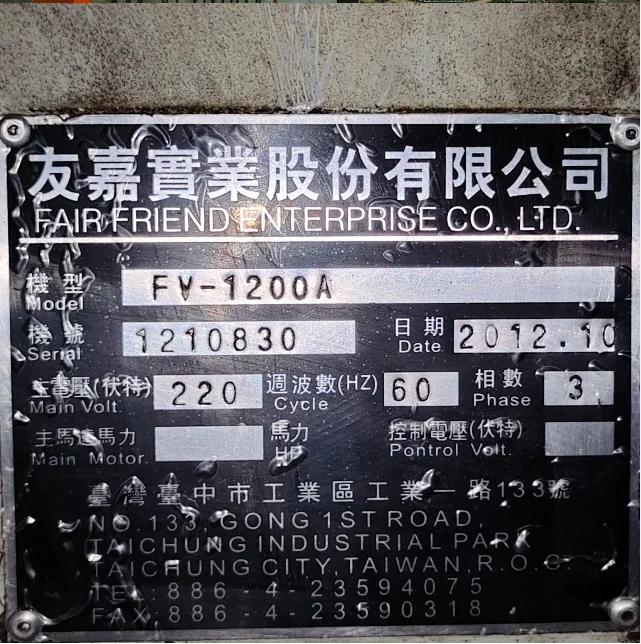 友嘉實業股份有限公司
FAIR FRIEND ENTERPRISE CO., LTD.
機型 FV-1200A
Model
機號 1210830 日期 2012.10
Serial Date
主電壓(伏特) 220 週波數(HZ) 60 相數 3
Main Volt. Cycle Phase
主馬達馬力 馬力 控制電壓(伏特)
Main Motor. HP Pontrol Volt.
臺灣臺中市工業區工業一路133號
NO.133, GONG 1ST ROAD,
TAICHUNG INDUSTRIAL PARK
TAICHUNG CITY, TAIWAN, R.O.C.
TEL:886-4-23594075
FAX:886-4-23590318